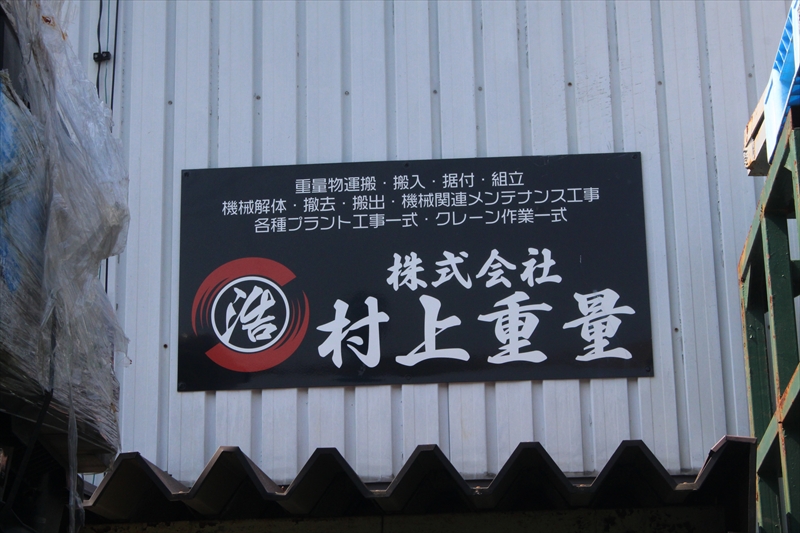 重量物運搬・搬入・据付・組立
機械解体・撤去・搬出・機械関連メンテナンス工事
各種プラント工事一式・クレーン作業一式
浩
株式会社
村上重量